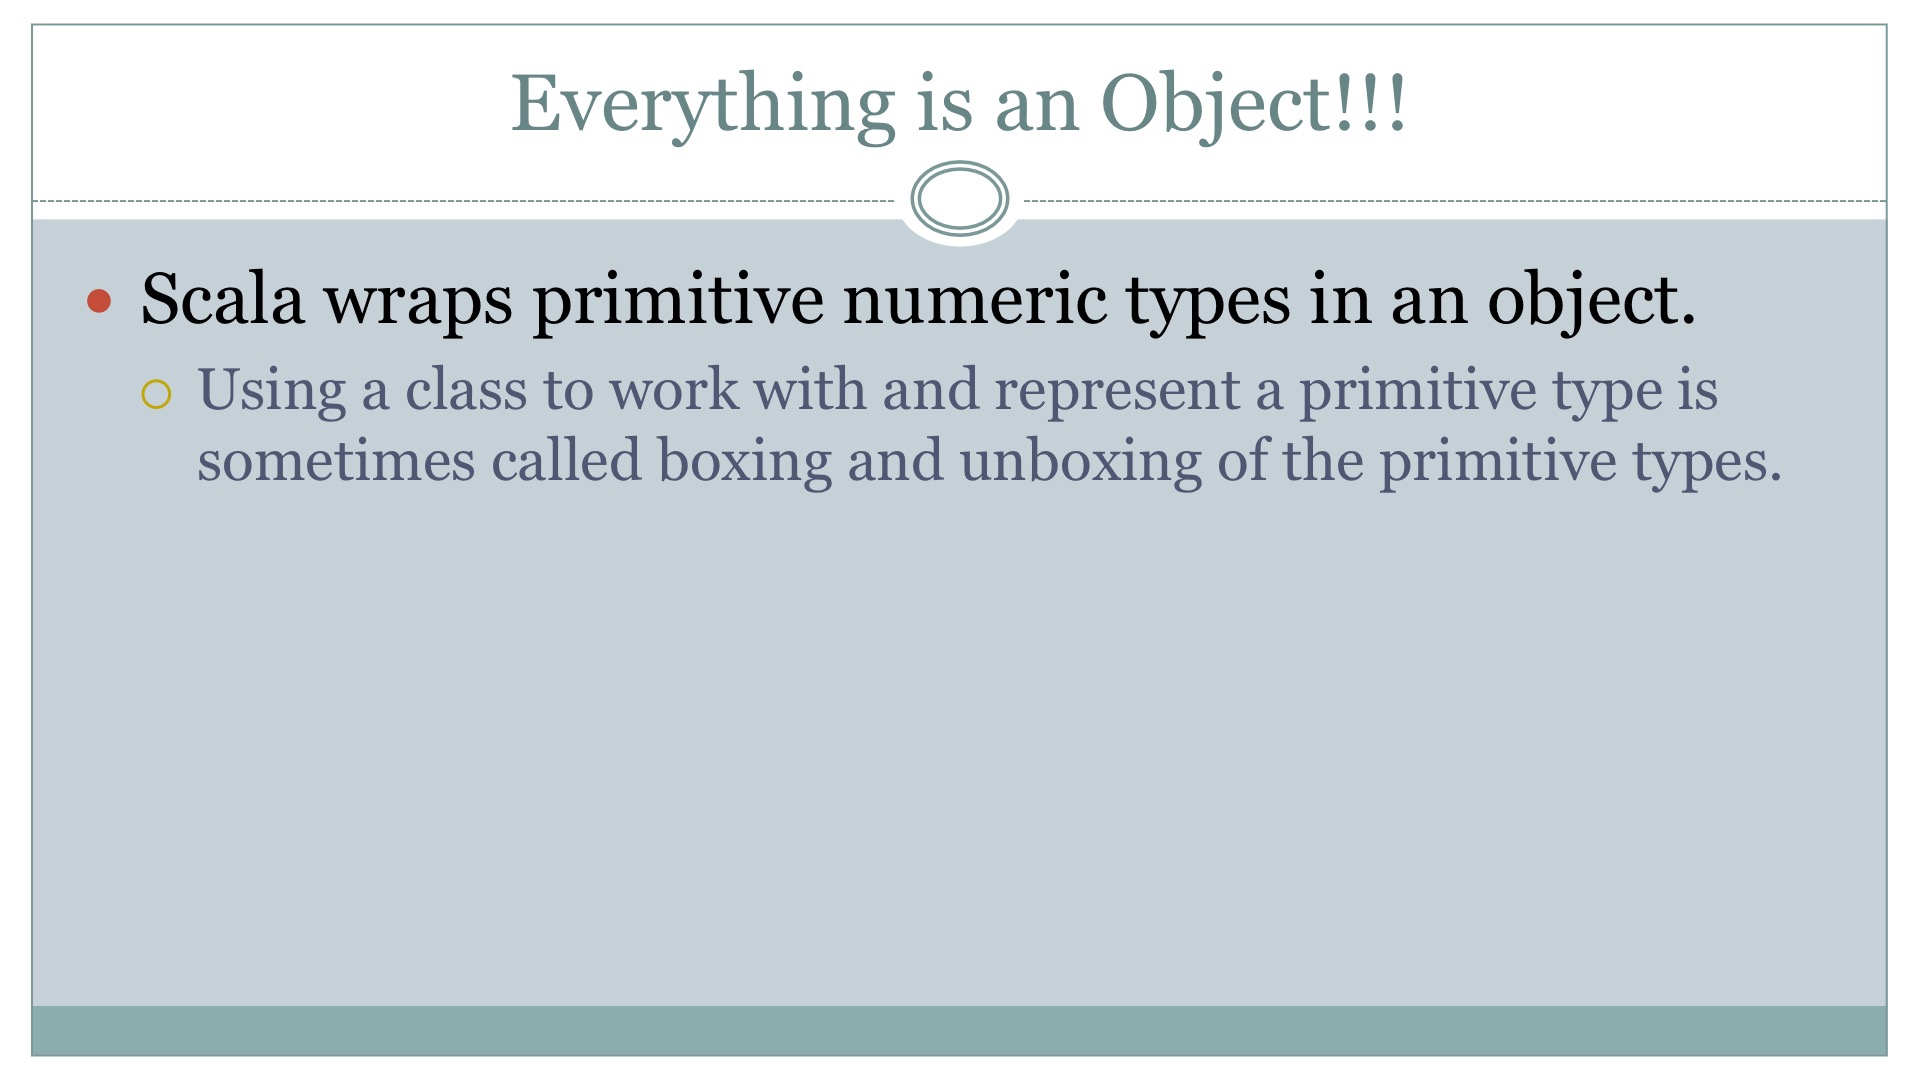 Everything is an Object!!!
Scala wraps primitive numeric types in an object.
Using a class to work with and represent a primitive type is
sometimes called boxing and unboxing of the primitive types.